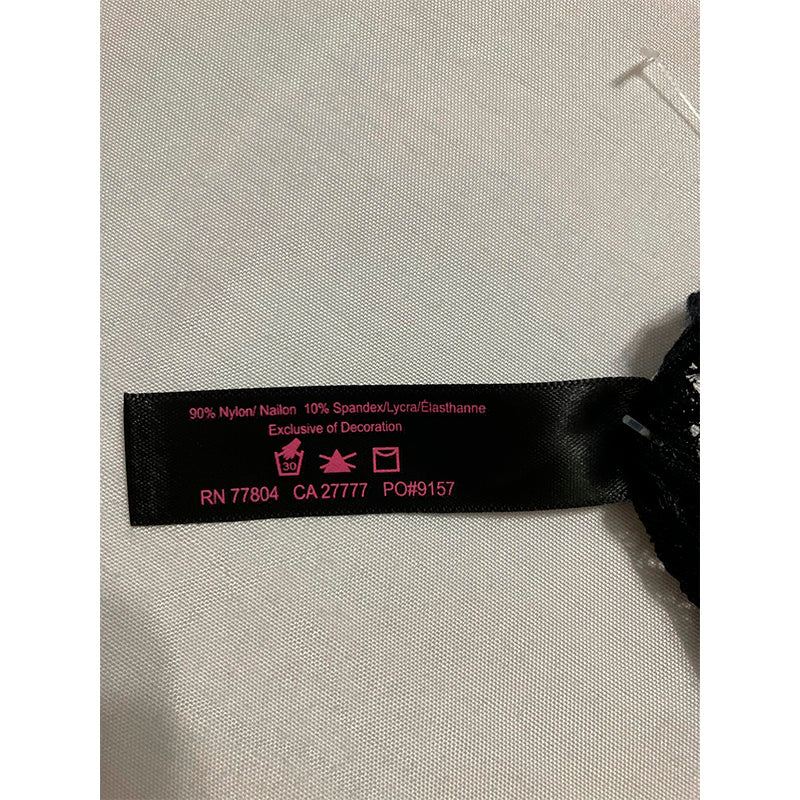 90% Nylon/ Nailon 10% Spandex/Lycra/Élasthanne
Exclusive of Decoration
30
RN 77804 CA 27777 PO#9157